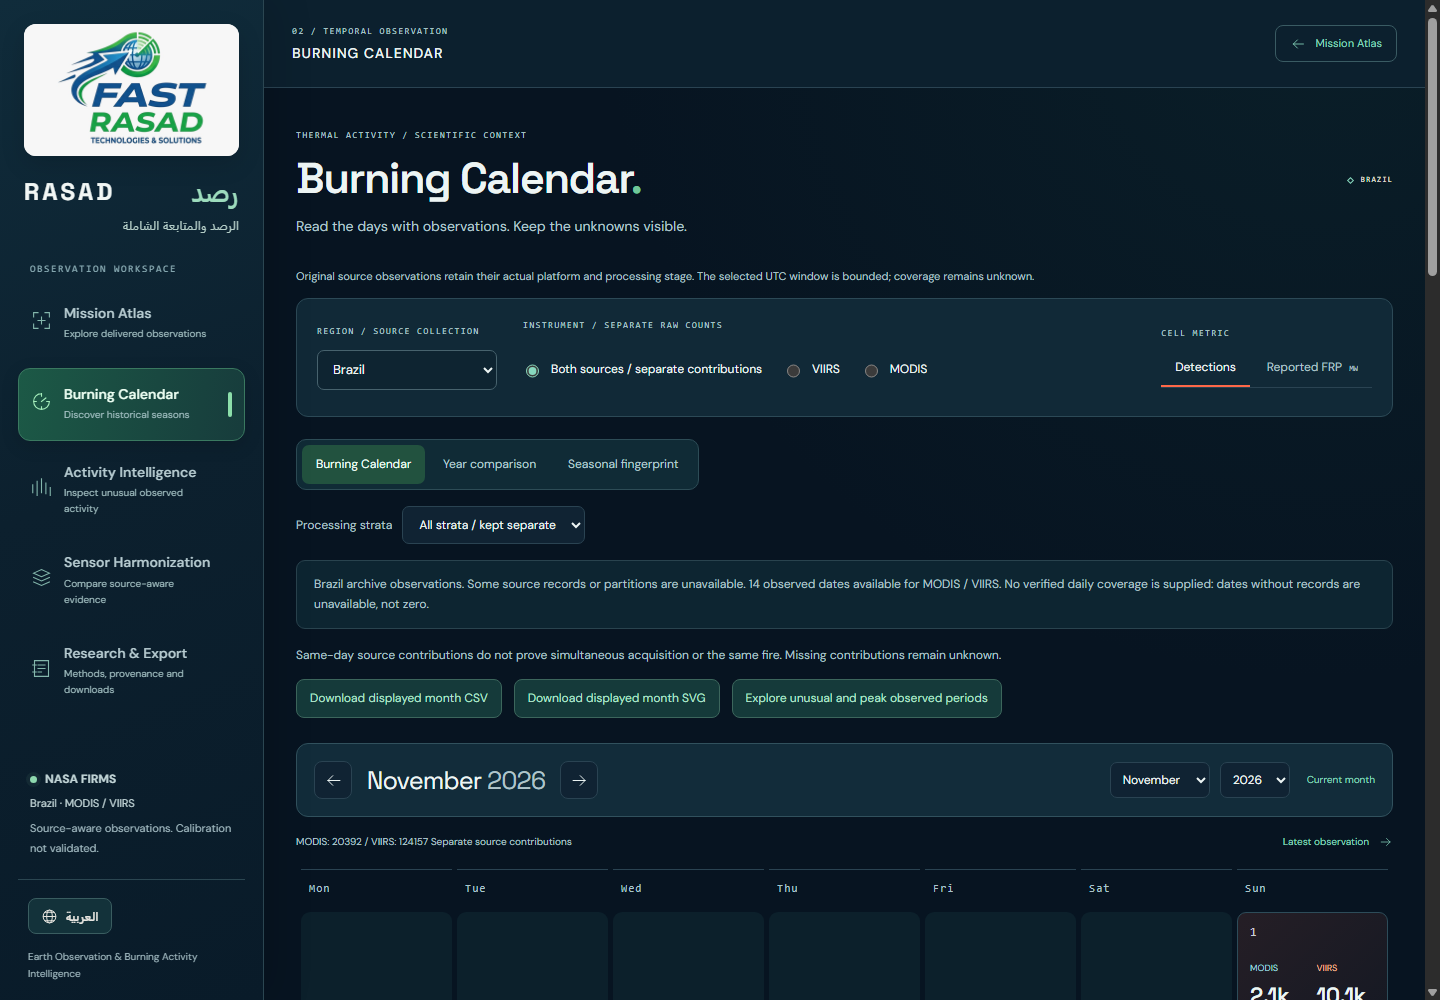 FAST
RASAD
TECHNOLOGIES & SOLUTIONS
RASAD رصد
الرصد والمتابعة الشاملة
OBSERVATION WORKSPACE
Mission Atlas
Explore delivered observations
Burning Calendar
Discover historical seasons
Activity Intelligence
Inspect unusual observed
activity
Sensor Harmonization
Compare source-aware
evidence
Research & Export
Methods, provenance and
downloads
NASA FIRMS
Brazil · MODIS / VIIRS
Source-aware observations. Calibration
not validated.
العربية
Earth Observation & Burning Activity
Intelligence
02 / TEMPORAL OBSERVATION
BURNING CALENDAR
← Mission Atlas
THERMAL ACTIVITY / SCIENTIFIC CONTEXT
Burning Calendar.
BRAZIL
Read the days with observations. Keep the unknowns visible.
Original source observations retain their actual platform and processing stage. The selected UTC window is bounded; coverage remains unknown.
REGION / SOURCE COLLECTION
Brazil
INSTRUMENT / SEPARATE RAW COUNTS
Both sources / separate contributions
VIIRS
MODIS
CELL METRIC
Detections
Reported FRP MW
Burning Calendar
Year comparison
Seasonal fingerprint
Processing strata
All strata / kept separate
Brazil archive observations. Some source records or partitions are unavailable. 14 observed dates available for MODIS / VIIRS. No verified daily coverage is supplied: dates without records are
unavailable, not zero.
Same-day source contributions do not prove simultaneous acquisition or the same fire. Missing contributions remain unknown.
Download displayed month CSV
Download displayed month SVG
Explore unusual and peak observed periods
← November 2026 →
November
2026
Current month
MODIS: 20392 / VIIRS: 124157 Separate source contributions
Latest observation →
Mon Tue Wed Thu Fri Sat Sun
1
MODIS VIIRS
2.1k 10.1k